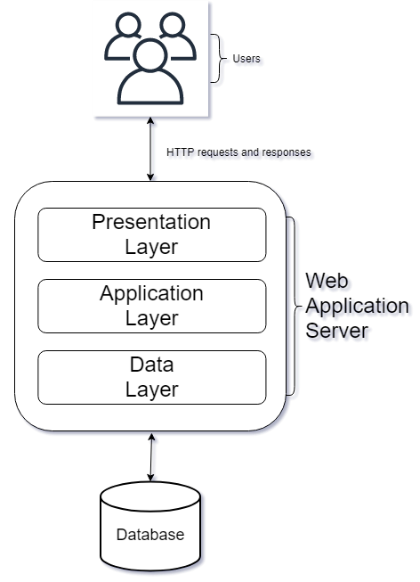 Users
HTTP requests and responses
Presentation
Layer
Application
Layer
Data
Layer
Web
Application
Server
Database